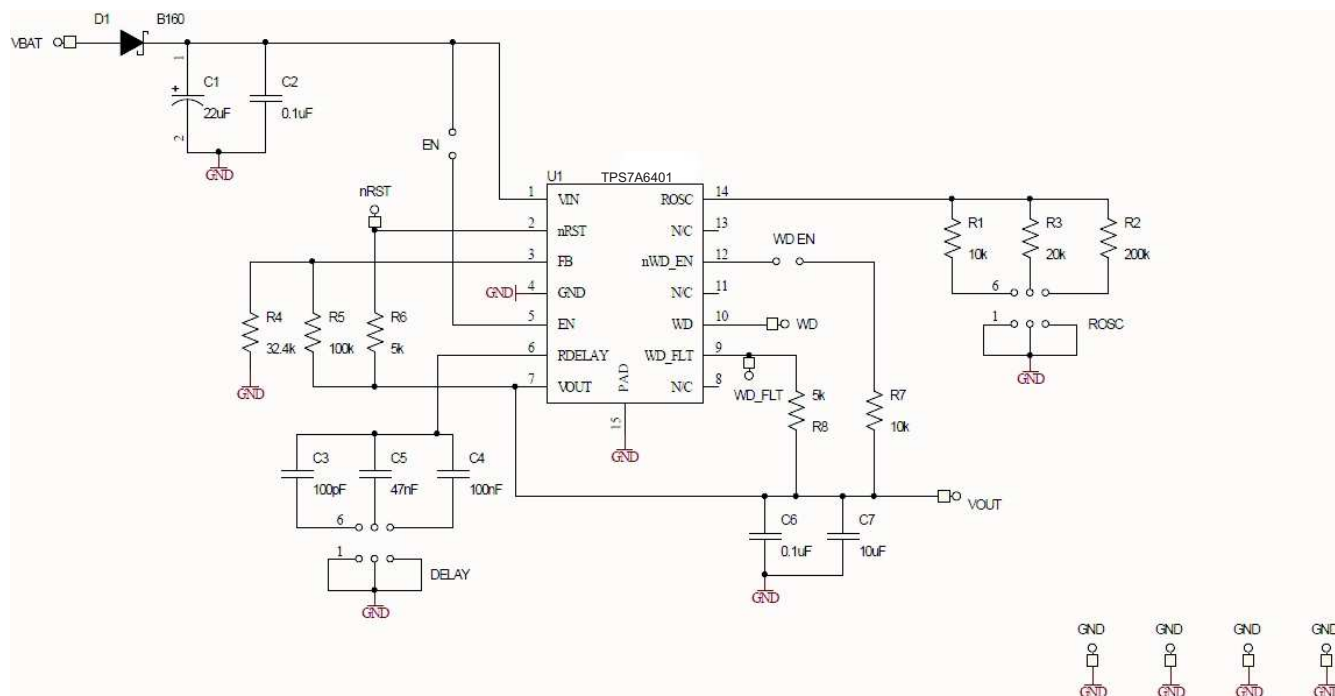 D1 B160
VBAT
1
C1
22uF
2
+
C2
0.1uF
GND
EN
nRST
U1 TPS7A6401
1 VIN ROSC 14
2 nRST N/C 13
3 FB nWD_EN 12
GND 4 GND N/C 11
5 EN WD 10
6 RDELAY WD_FLT 9
7 VOUT N/C 8
PAD
15
GND
WD EN
WD
WD_FLT
R1
10k
R3
20k
R2
200k
6
1 ROSC
GND
R4
32.4k
R5
100k
R6
5k
GND
5k
R8
R7
10k
C3
100pF
C5
47nF
C4
100nF
6
1
DELAY
GND
VOUT
C6
0.1uF
C7
10uF
GND
GND GND GND GND
GND GND GND GND